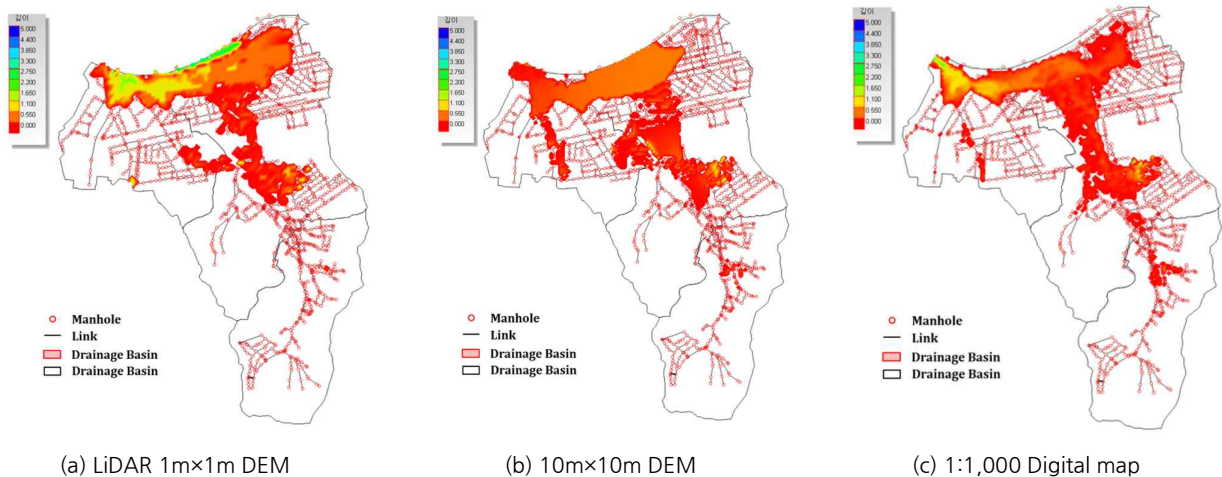 깊이
5.000
4.400
3.850
3.300
2.750
2.200
1.650
1.100
0.550
0.000
Manhole
Link
Drainage Basin
Drainage Basin
(a) LiDAR 1m×1m DEM
깊이
5.000
4.400
3.850
3.300
2.750
2.200
1.650
1.100
0.550
0.000
Manhole
Link
Drainage Basin
Drainage Basin
(b) 10m×10m DEM
깊이
5.000
4.400
3.850
3.300
2.750
2.200
1.650
1.100
0.550
0.000
Manhole
Link
Drainage Basin
Drainage Basin
(c) 1:1,000 Digital map